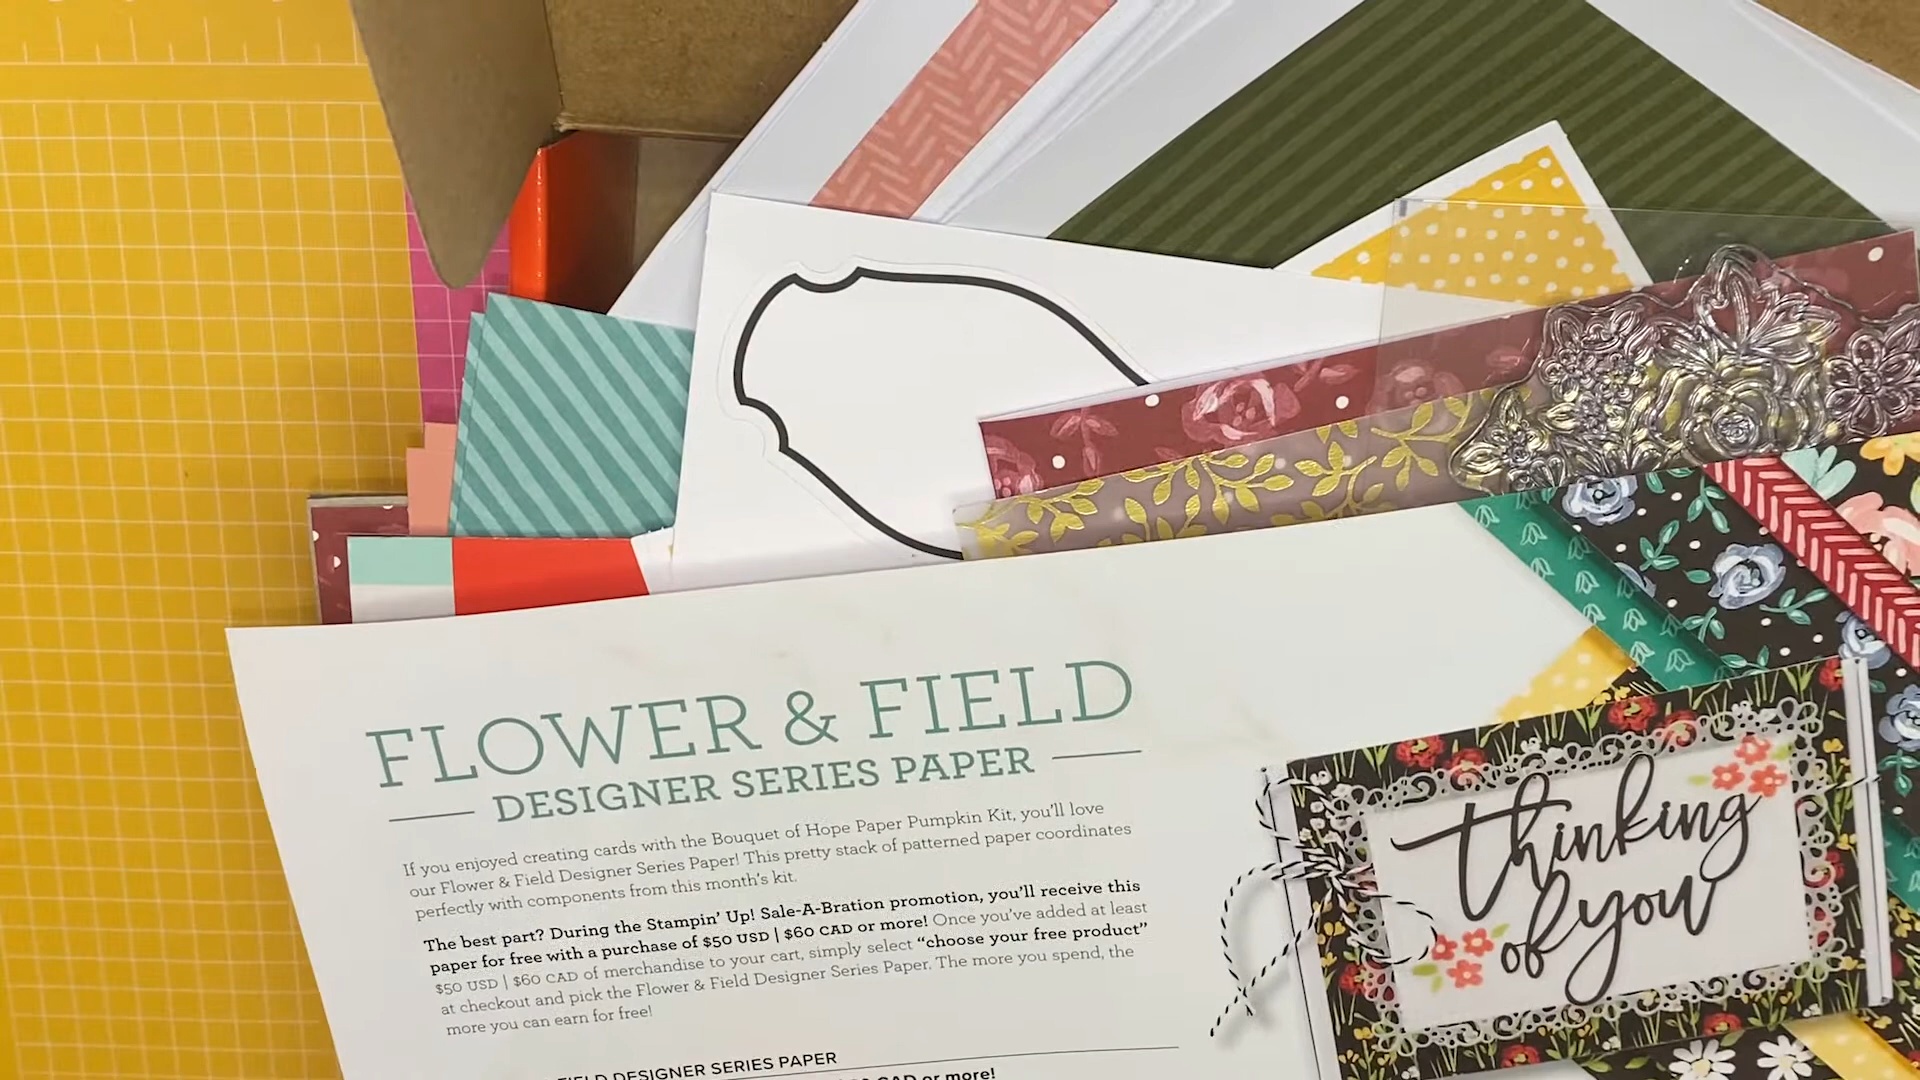 FLOWER & FIELD
DESIGNER SERIES PAPER
If you enjoyed creating cards with the Bouquet of Hope Paper Pumpkin Kit, you'll love
our Flower & Field Designer Series Paper! This pretty stack of patterned paper coordinates
perfectly with components from this month's kit.
The best part? During the Stampin' Up! Sale-A-Bration promotion, you'll receive this
paper for free with a purchase of $50 USD | $60 CAD or more! Once you've added at least
$50 USD | $60 CAD of merchandise to your cart, simply select “choose your free product”
at checkout and pick the Flower & Field Designer Series Paper. The more you spend, the
more you can earn for free!
FIELD DESIGNER SERIES PAPER
CAD or more!
thinking
of you